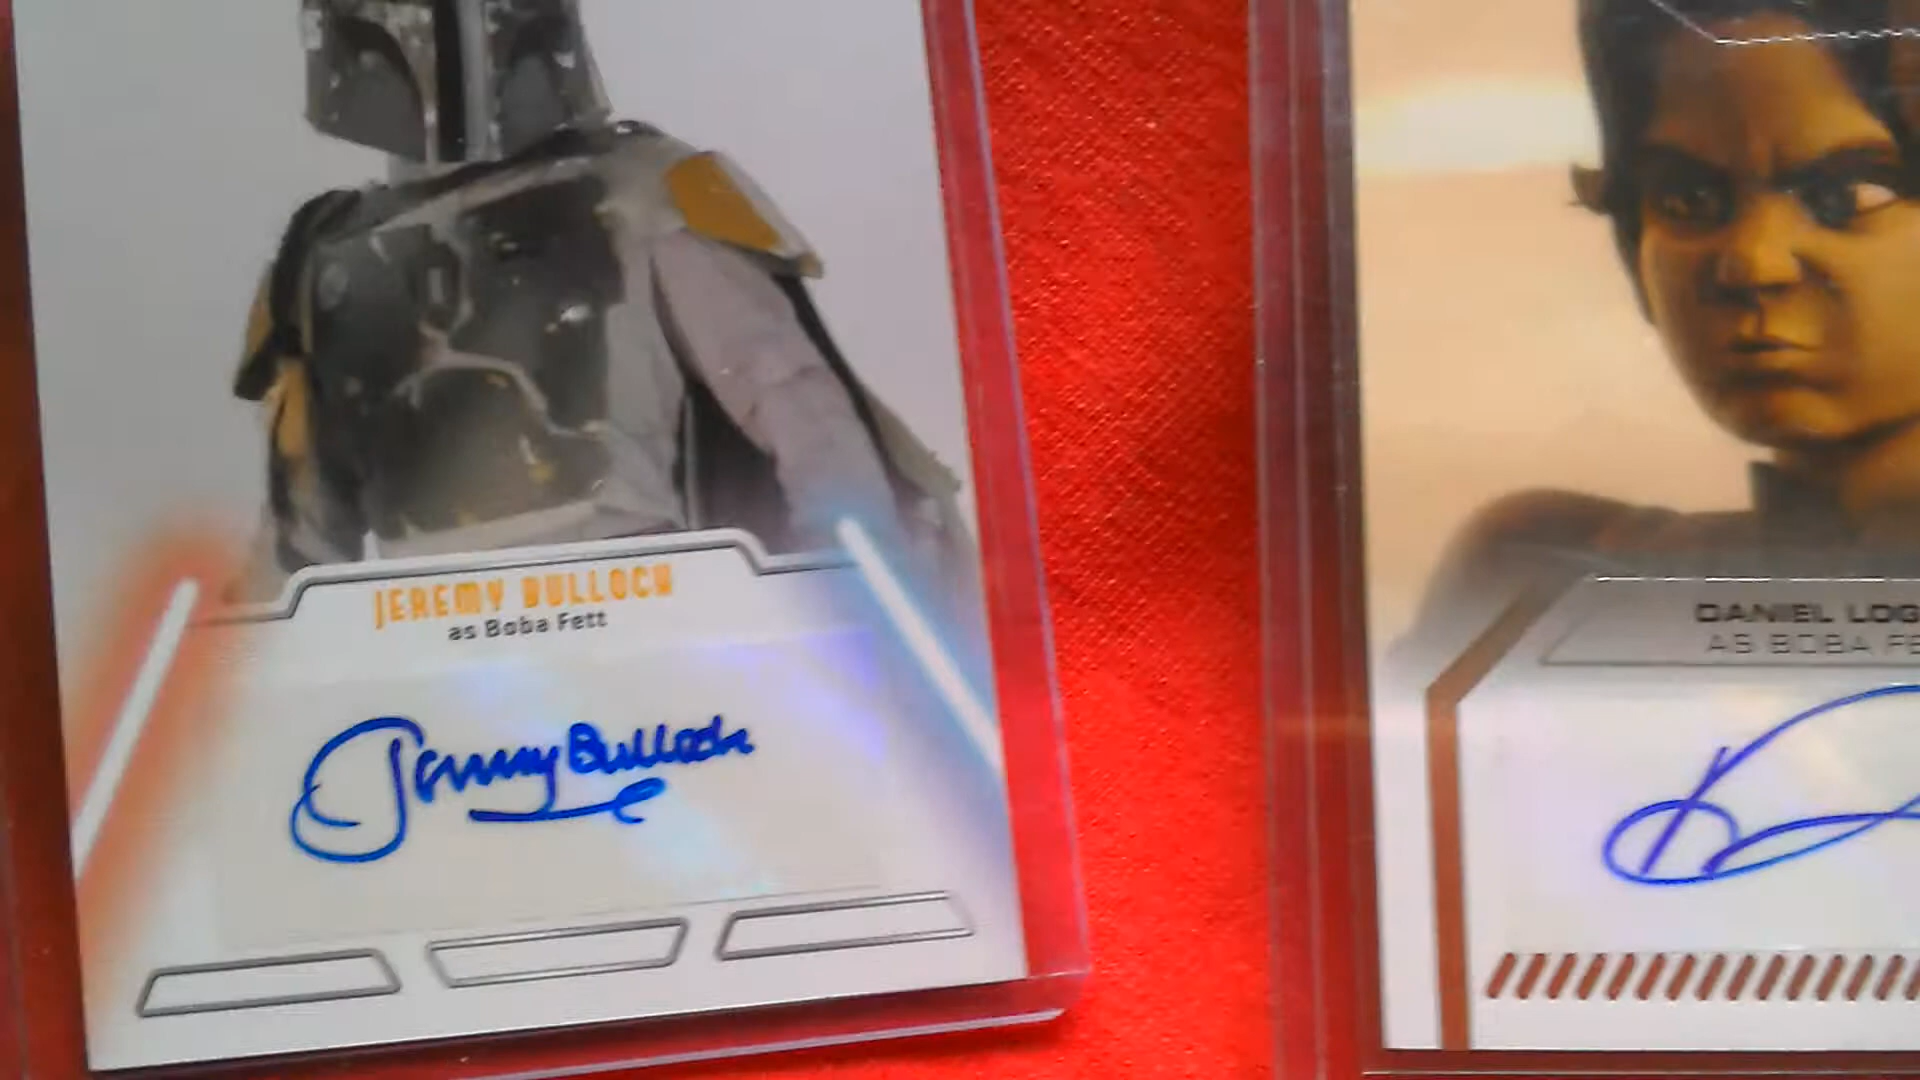 JEREMY BULLOCH
as Boba Fett
Jeremy Bulloch
DANIEL LOG
AS BOBA FE